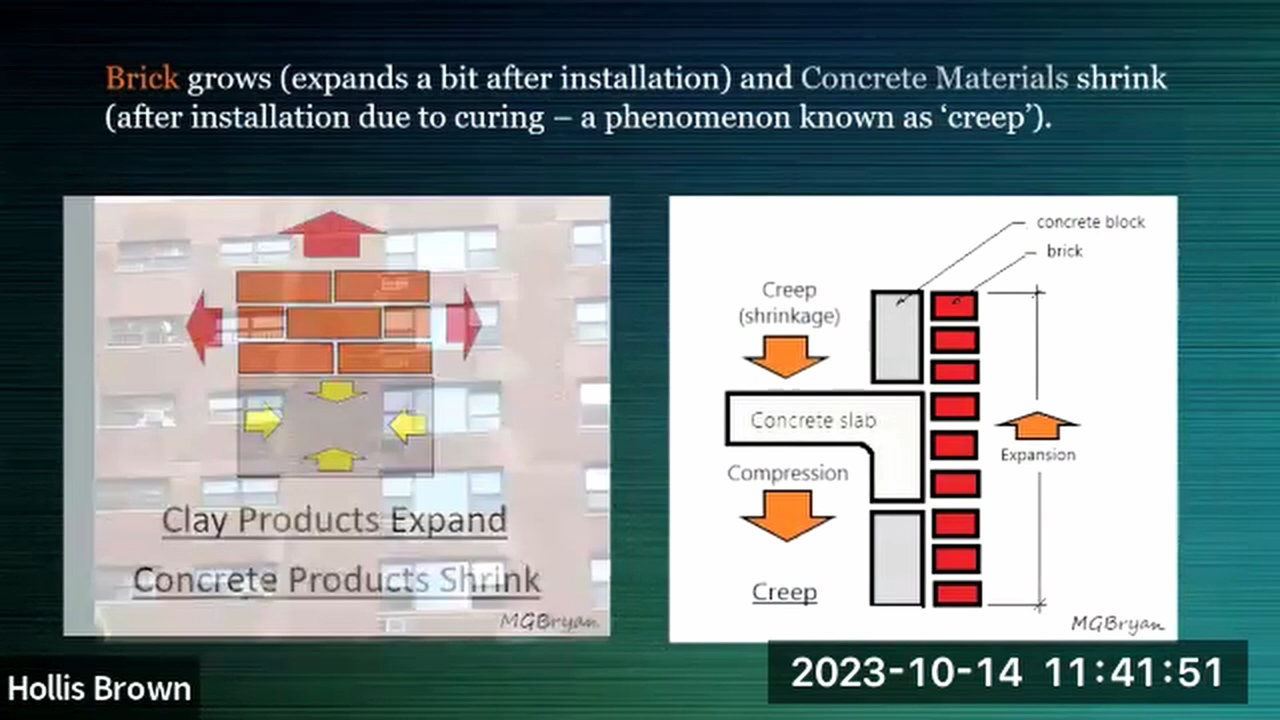 Brick grows (expands a bit after installation) and Concrete Materials shrink
(after installation due to curing – a phenomenon known as ‘creep’).
Clay Products Expand
Concrete Products Shrink
MGBryan
concrete block
brick
Creep
(shrinkage)
Concrete slab
Expansion
Compression
Creep
MGBryan
Hollis Brown
2023-10-14 11:41:51